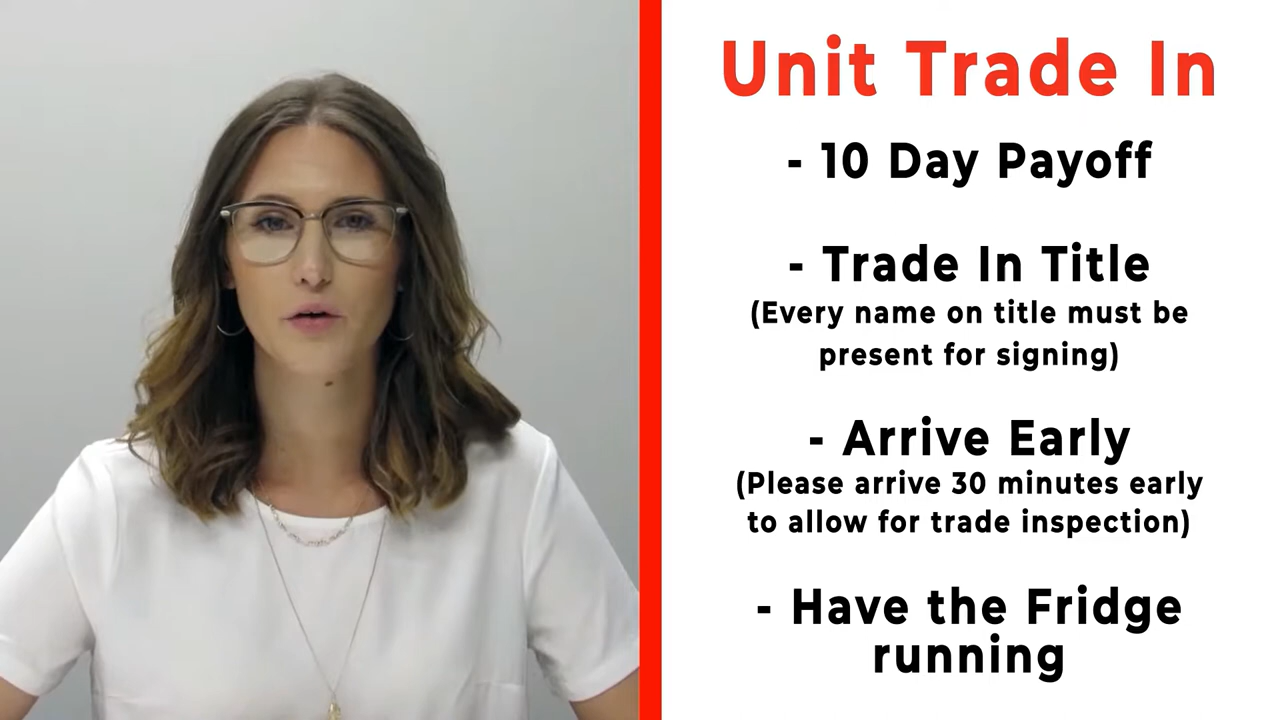 Unit Trade In
- 10 Day Payoff
- Trade In Title
(Every name on title must be
present for signing)
- Arrive Early
(Please arrive 30 minutes early
to allow for trade inspection)
- Have the Fridge
running